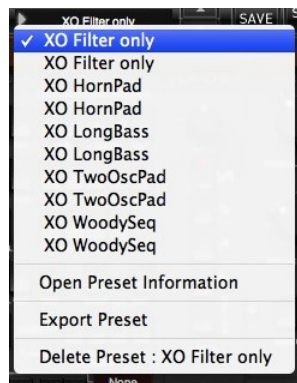 XO Filter only
SAVE
✓ XO Filter only
XO Filter only
XO HornPad
XO HornPad
XO LongBass
XO LongBass
XO TwoOscPad
XO TwoOscPad
XO WoodySeq
XO WoodySeq
Open Preset Information
Export Preset
Delete Preset : XO Filter only
None